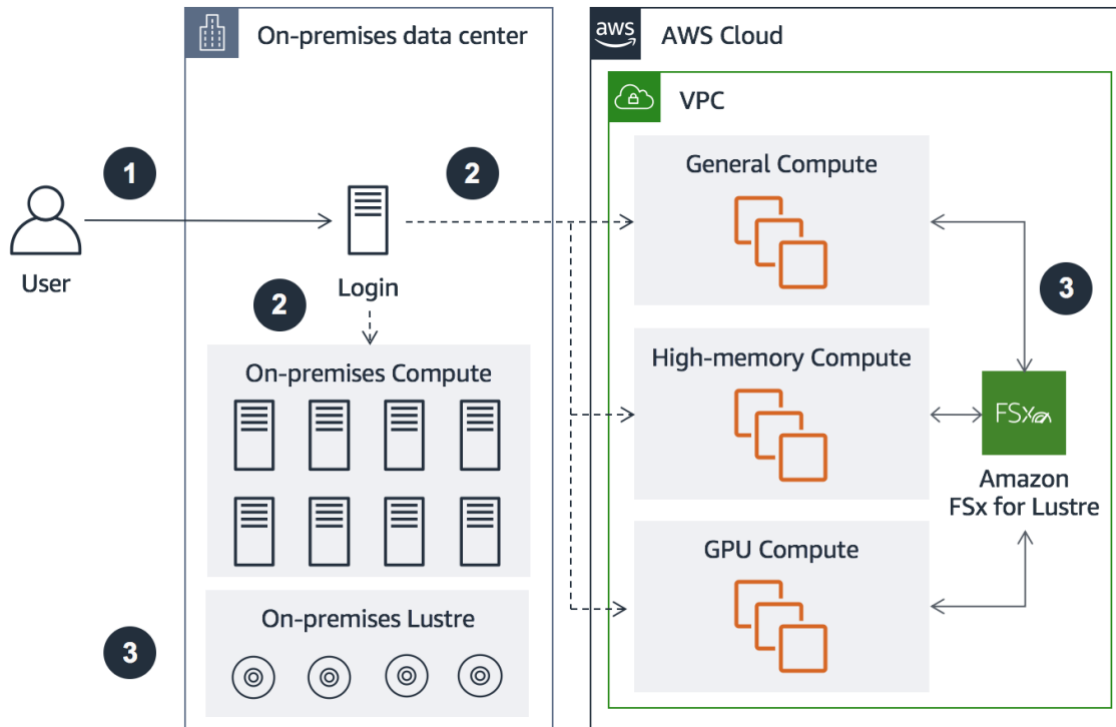 On-premises data center
aws
AWS Cloud
VPC
1
2
General Compute
User
Login
2
3
On-premises Compute
High-memory Compute
FSx
Amazon
FSx for Lustre
GPU Compute
On-premises Lustre
3